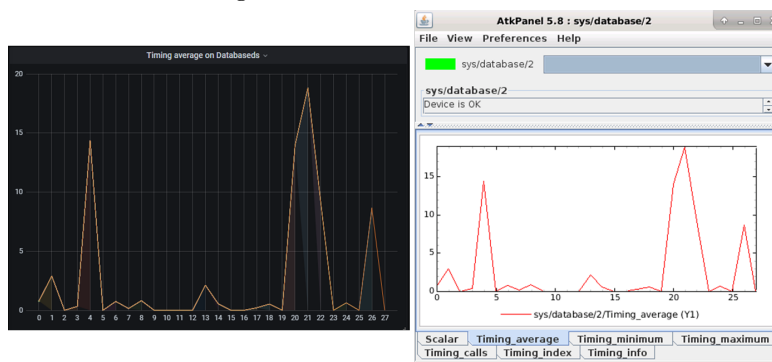 Timing average on Databaseds
20
15
10
5
0
0 1 2 3 4 5 6 7 8 9 10 11 12 13 14 15 16 17 18 19 20 21 22 23 24 25 26 27
AtkPanel 5.8 : sys/database/2
File View Preferences Help
sys/database/2
sys/database/2
Device is OK
15
10
5
0
0 5 10 15 20 25
sys/database/2/Timing_average (Y1)
Scalar Timing_average Timing_minimum Timing_maximum
Timing_calls Timing_index Timing_info